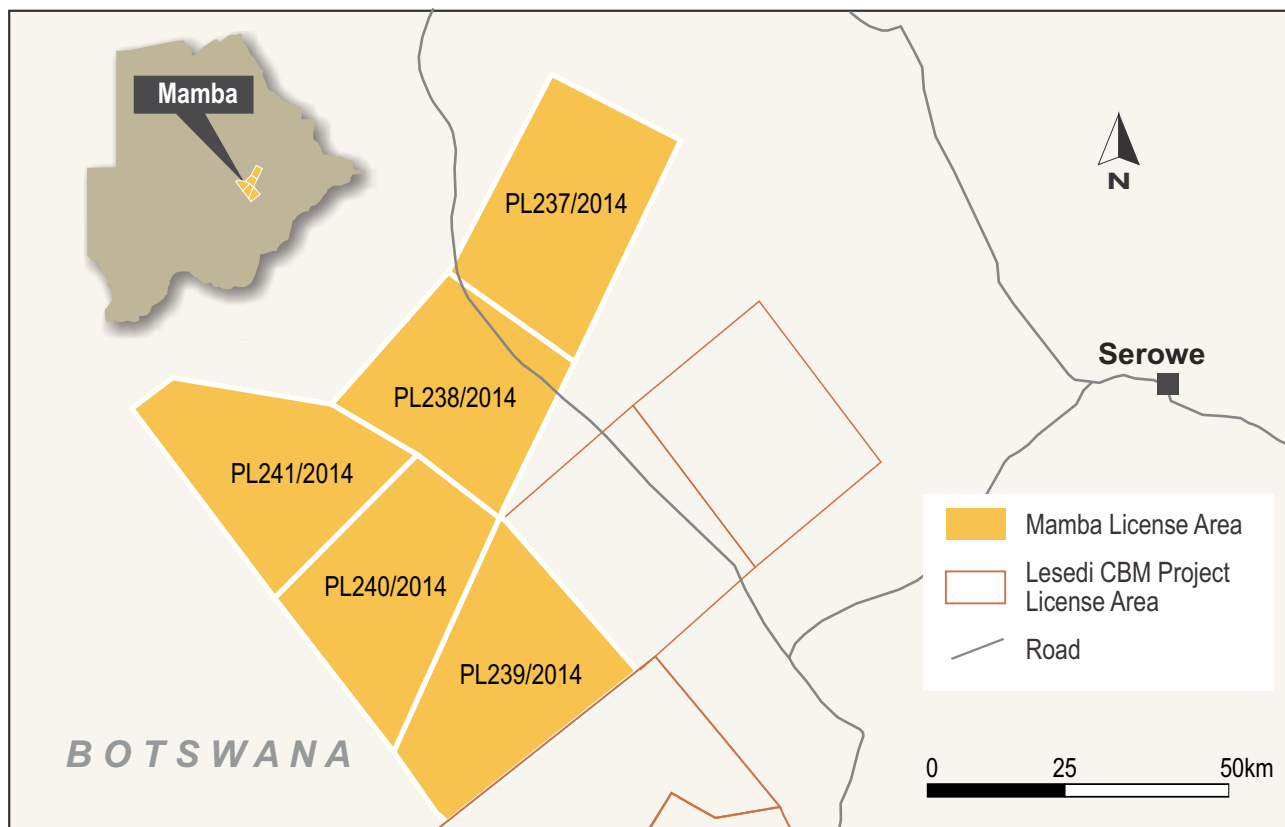 Mamba
N
PL237/2014
Serowe
PL238/2014
PL241/2014
PL240/2014
PL239/2014
Mamba License Area
Lesedi CBM Project
License Area
Road
BOTSWANA
0 25 50km